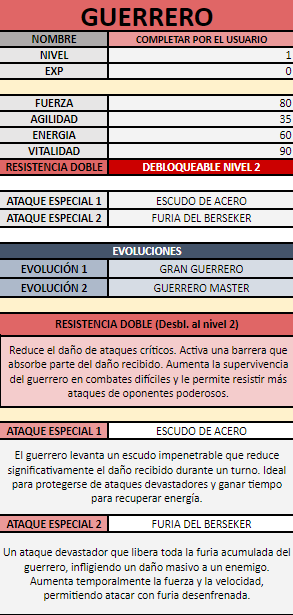 GUERRERO
NOMBRE COMPLETAR POR EL USUARIO
NIVEL 1
EXP 0
FUERZA 80
AGILIDAD 35
ENERGIA 60
VITALIDAD 90
RESISTENCIA DOBLE DEBLOQUEABLE NIVEL 2
ATAQUE ESPECIAL 1 ESCUDO DE ACERO
ATAQUE ESPECIAL 2 FURIA DEL BERSEKER
EVOLUCIONES
EVOLUCIÓN 1 GRAN GUERRERO
EVOLUCIÓN 2 GUERRERO MASTER
RESISTENCIA DOBLE (Desbl. al nivel 2)
Reduce el daño de ataques críticos. Activa una barrera que
absorbe parte del daño recibido. Aumenta la supervivencia
del guerrero en combates difíciles y le permite resistir más
ataques de oponentes poderosos.
ATAQUE ESPECIAL 1 ESCUDO DE ACERO
El guerrero levanta un escudo impenetrable que reduce
significativamente el daño recibido durante un turno. Ideal
para protegerse de ataques devastadores y ganar tiempo
para recuperar energía.
ATAQUE ESPECIAL 2 FURIA DEL BERSEKER
Un ataque devastador que libera toda la furia acumulada del
guerrero, infligiendo un daño masivo a un enemigo.
Aumenta temporalmente la fuerza y la velocidad,
permitiendo atacar con furia desenfrenada.